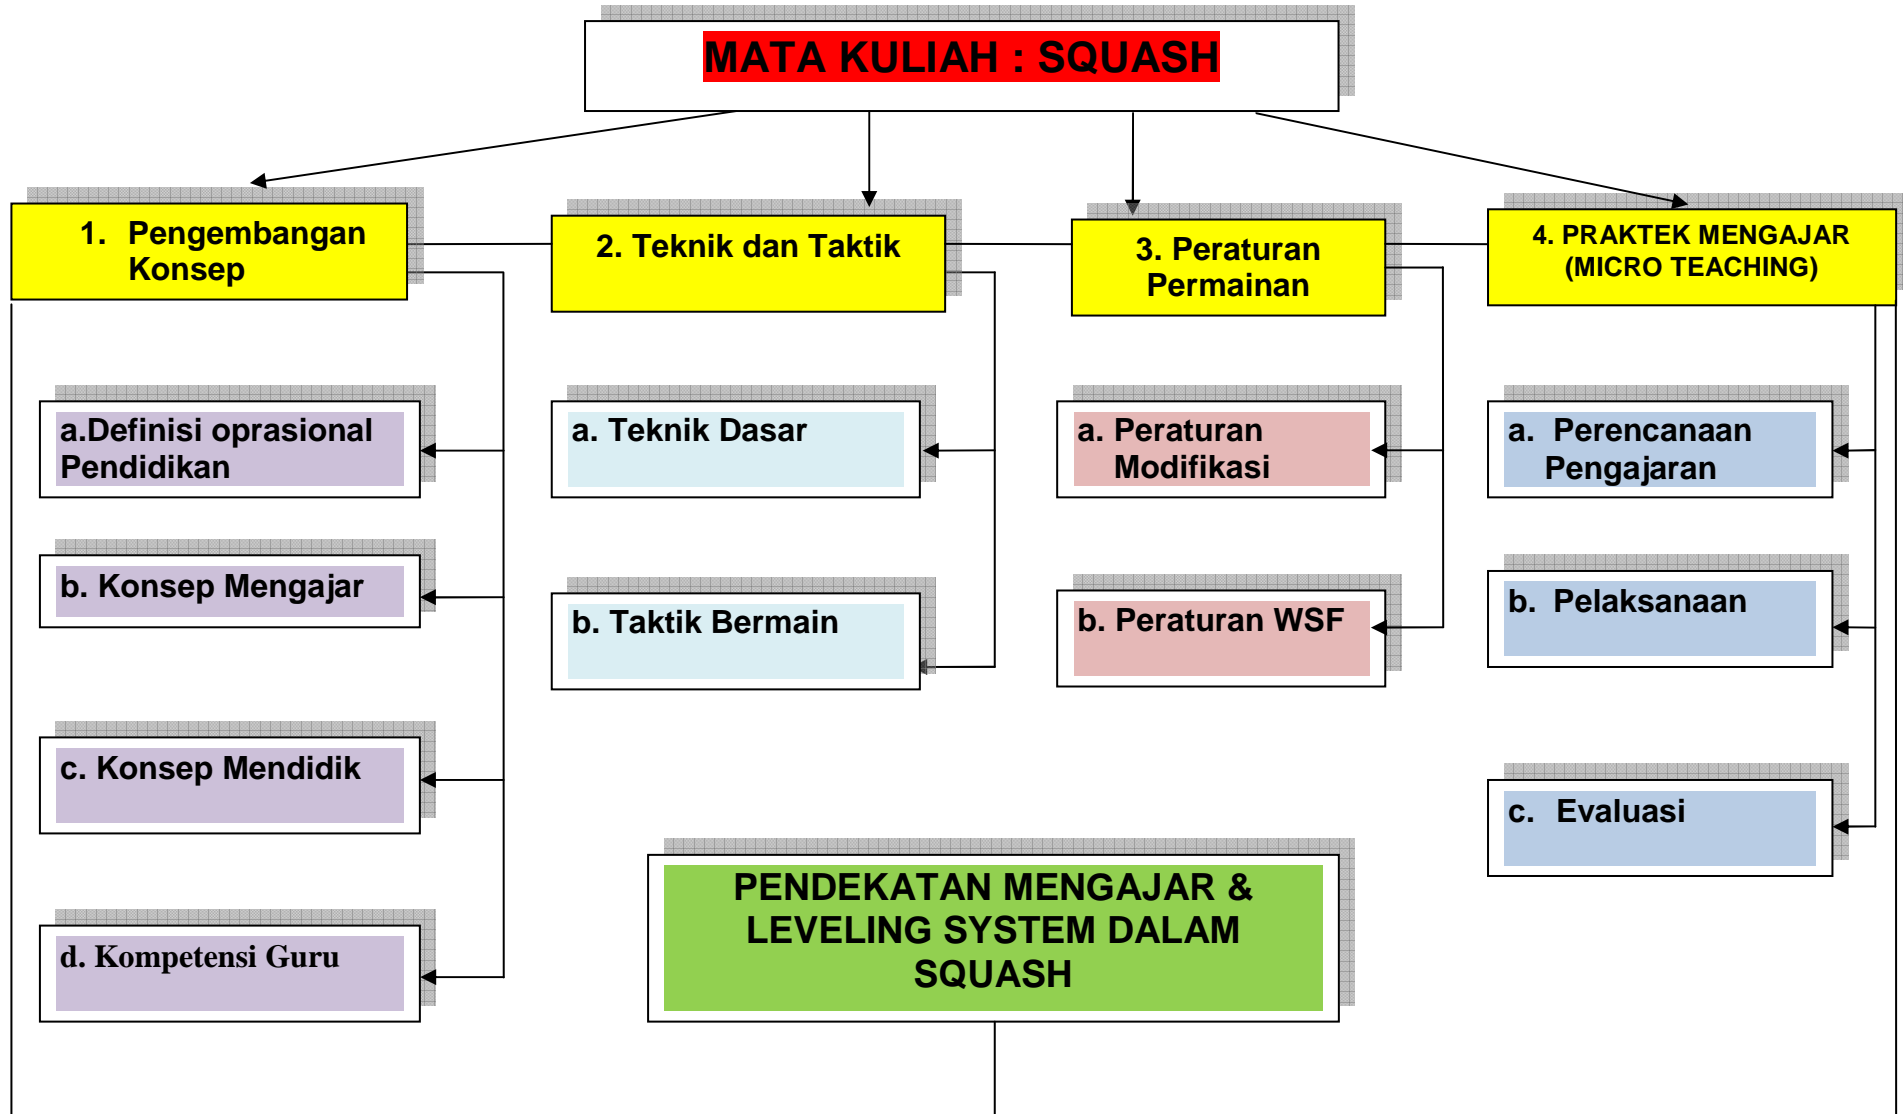 MATA KULIAH : SQUASH
1. Pengembangan
Konsep
2. Teknik dan Taktik
3. Peraturan
Permainan
4. PRAKTEK MENGAJAR
(MICRO TEACHING)
a.Definisi oprasional
Pendidikan
b. Konsep Mengajar
c. Konsep Mendidik
d. Kompetensi Guru
a. Teknik Dasar
b. Taktik Bermain
a. Peraturan
Modifikasi
b. Peraturan WSF
a. Perencanaan
Pengajaran
b. Pelaksanaan
c. Evaluasi
PENDEKATAN MENGAJAR &
LEVELING SYSTEM DALAM
SQUASH